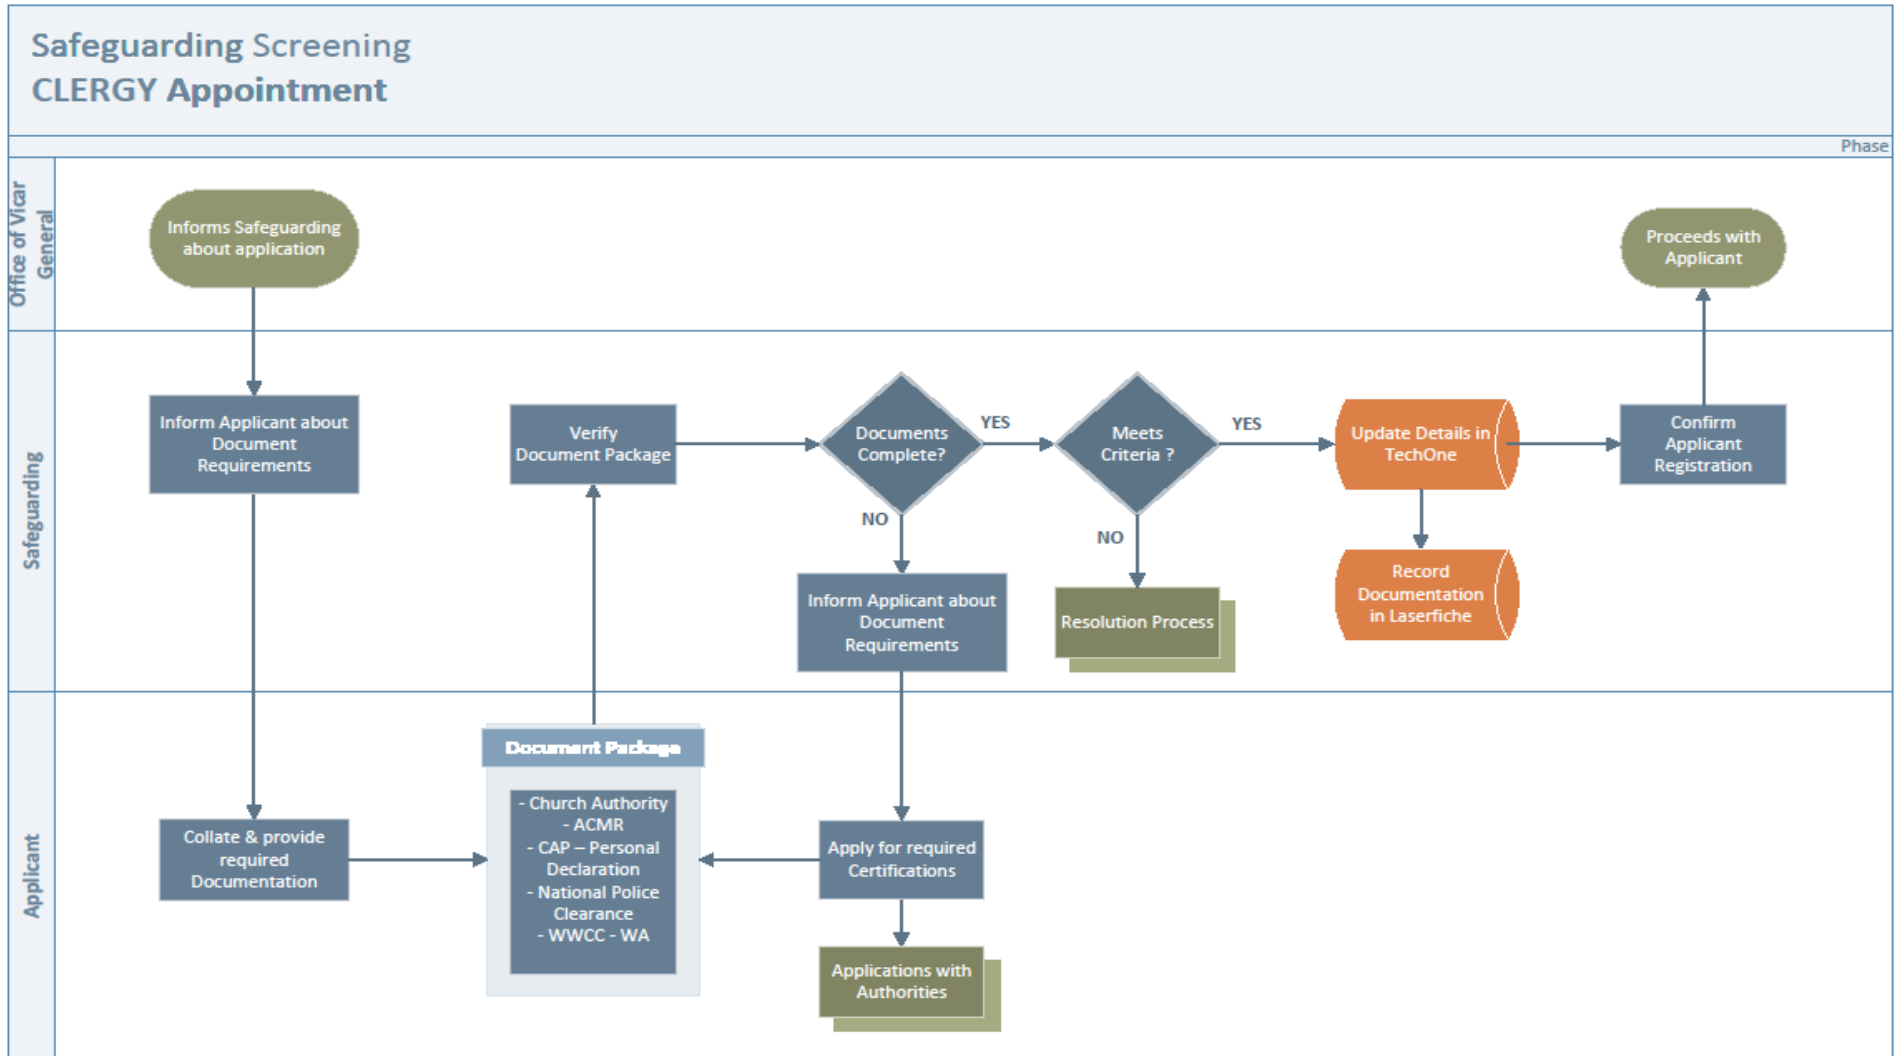 Safeguarding Screening
CLERGY Appointment
Phase
Office of Vicar
General
Informs Safeguarding
about application
Proceeds with
Applicant
Safeguarding
Inform Applicant about
Document
Requirements
Verify
Document Package
Documents
Complete?
YES
NO
Meets
Criteria ?
YES
NO
Update Details in
TechOne
Confirm
Applicant
Registration
Inform Applicant about
Document
Requirements
Resolution Process
Record
Documentation
in Laserfiche
Applicant
Collate & provide
required
Documentation
Document Package
- Church Authority
- ACMR
- CAP – Personal
Declaration
- National Police
Clearance
- WWCC - WA
Apply for required
Certifications
Applications with
Authorities